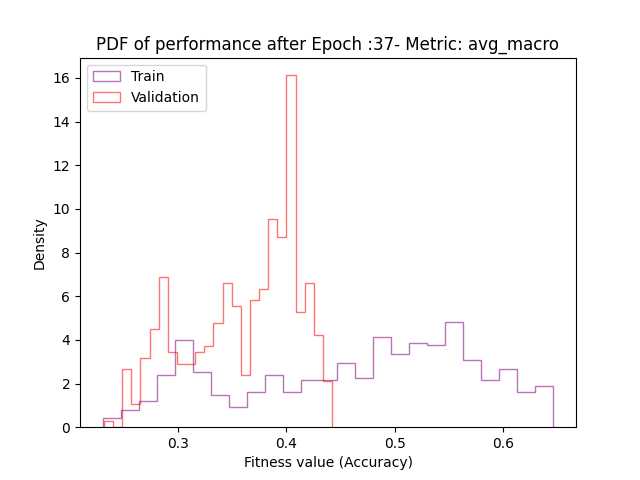 PDF of performance after Epoch :37- Metric: avg_macro
Train
Validation
16
14
12
10
8
6
4
2
0
Density
0.3 0.4 0.5 0.6
Fitness value (Accuracy)